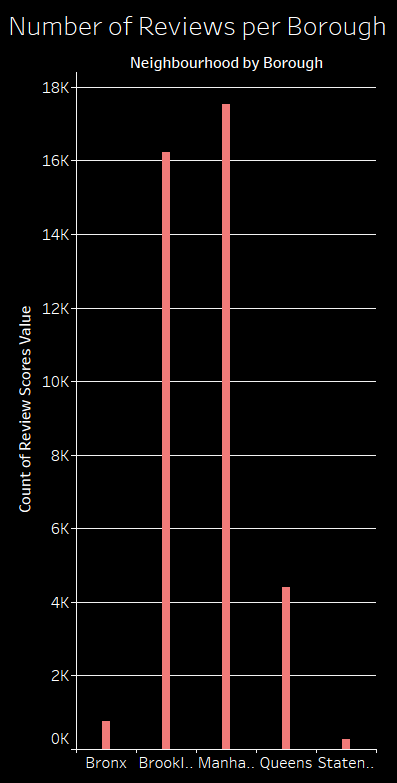 Number of Reviews per Borough
Neighbourhood by Borough
Count of Review Scores Value
18K
16K
14K
12K
10K
8K
6K
4K
2K
0K
Bronx Brookl.. Manha.. Queens Staten..